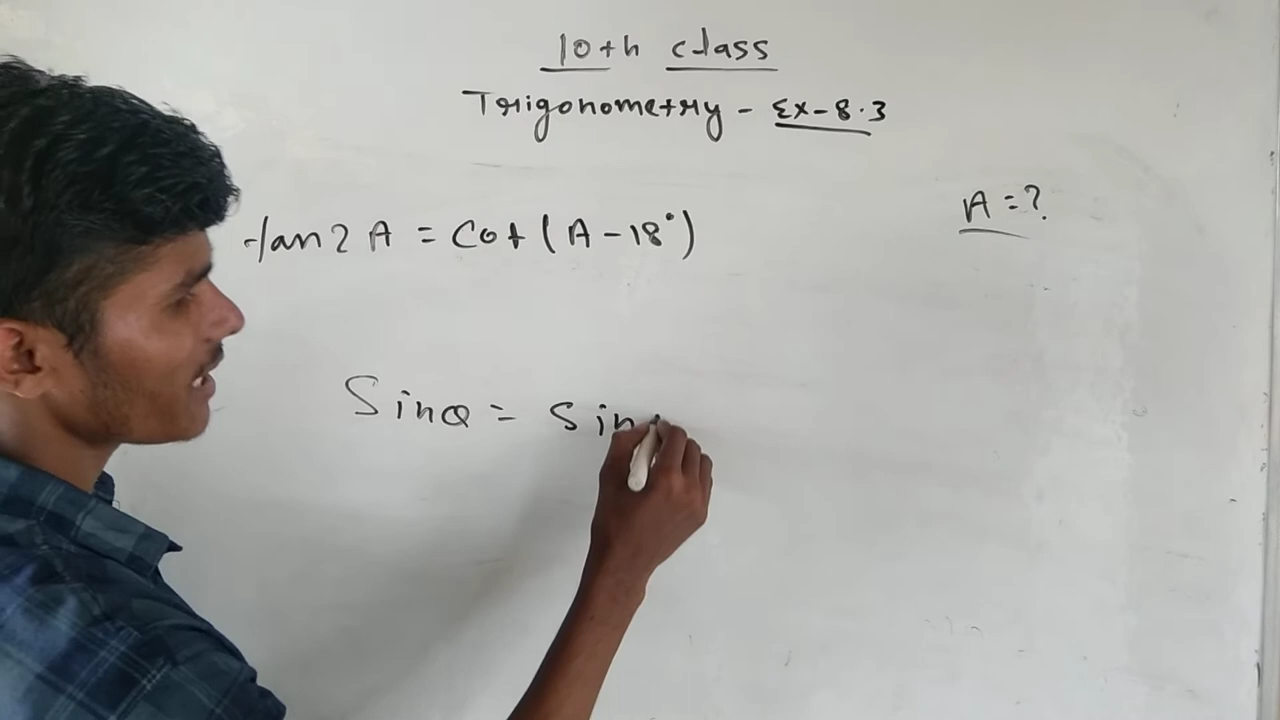 10th class
Trigonometry - Ex-8.3
A = ?
tan2A = Cot(A-18°)
Sinθ = Sin